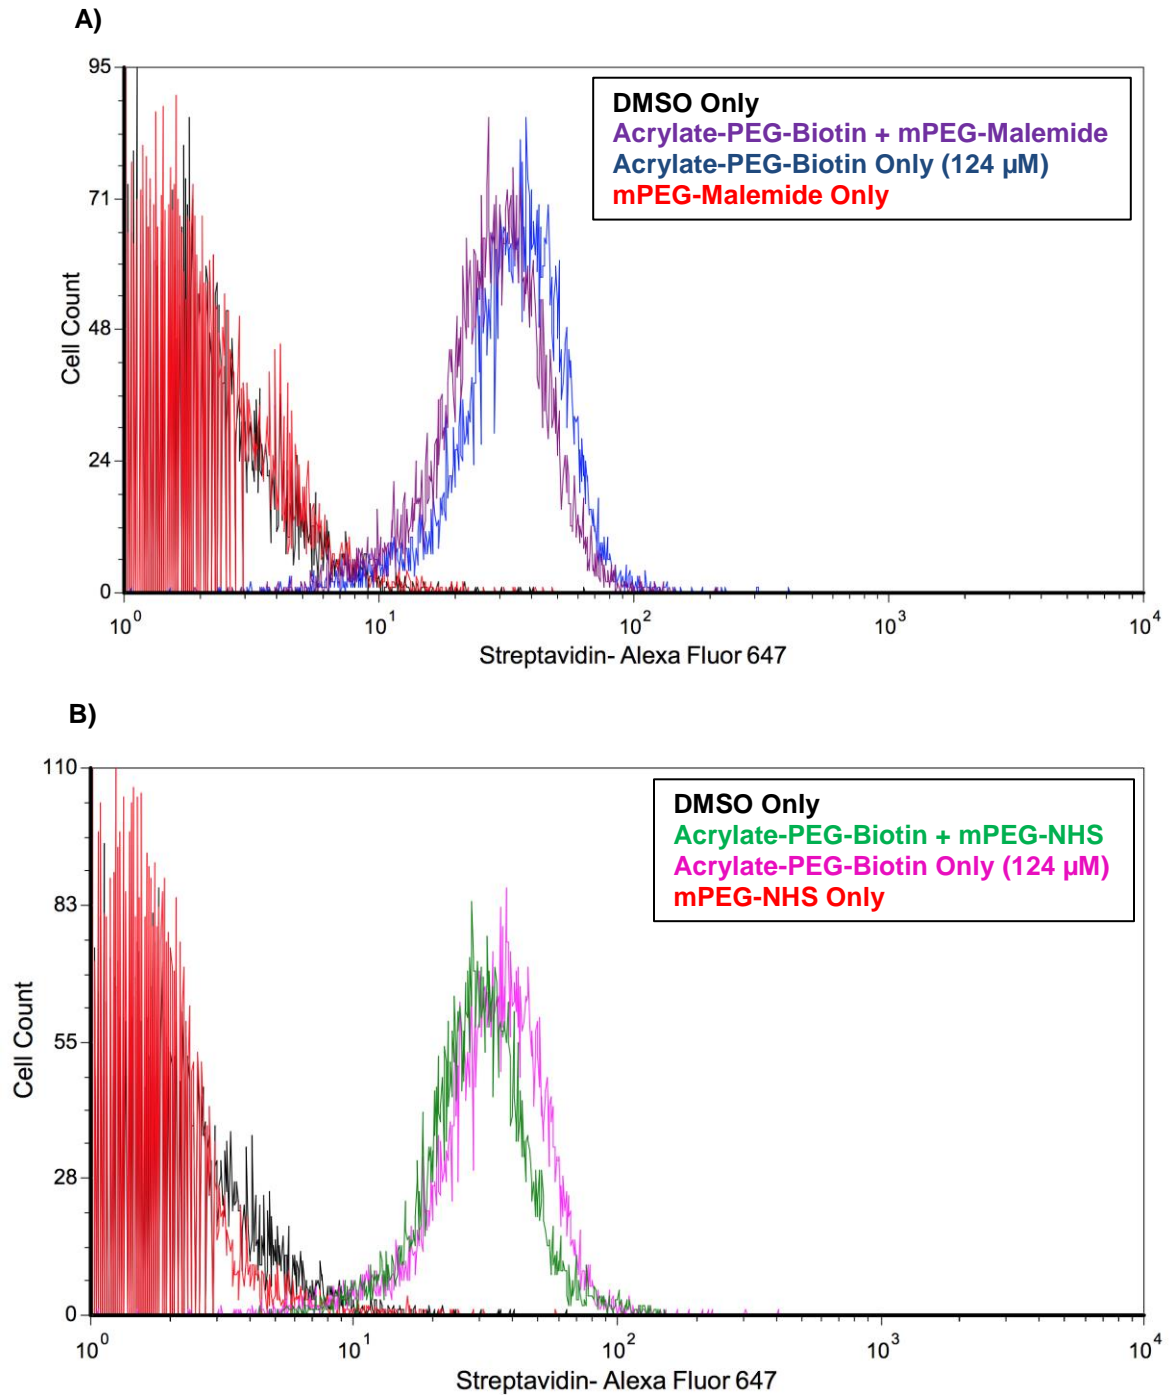 A)
95
71
48
24
0
Cell Count
DMSO Only
Acrylate-PEG-Biotin + mPEG-Malemide
Acrylate-PEG-Biotin Only (124 µM)
mPEG-Malemide Only
10^0 10^1 10^2 10^3 10^4
Streptavidin- Alexa Fluor 647
B)
110
83
55
28
0
Cell Count
DMSO Only
Acrylate-PEG-Biotin + mPEG-NHS
Acrylate-PEG-Biotin Only (124 µM)
mPEG-NHS Only
10^0 10^1 10^2 10^3 10^4
Streptavidin- Alexa Fluor 647